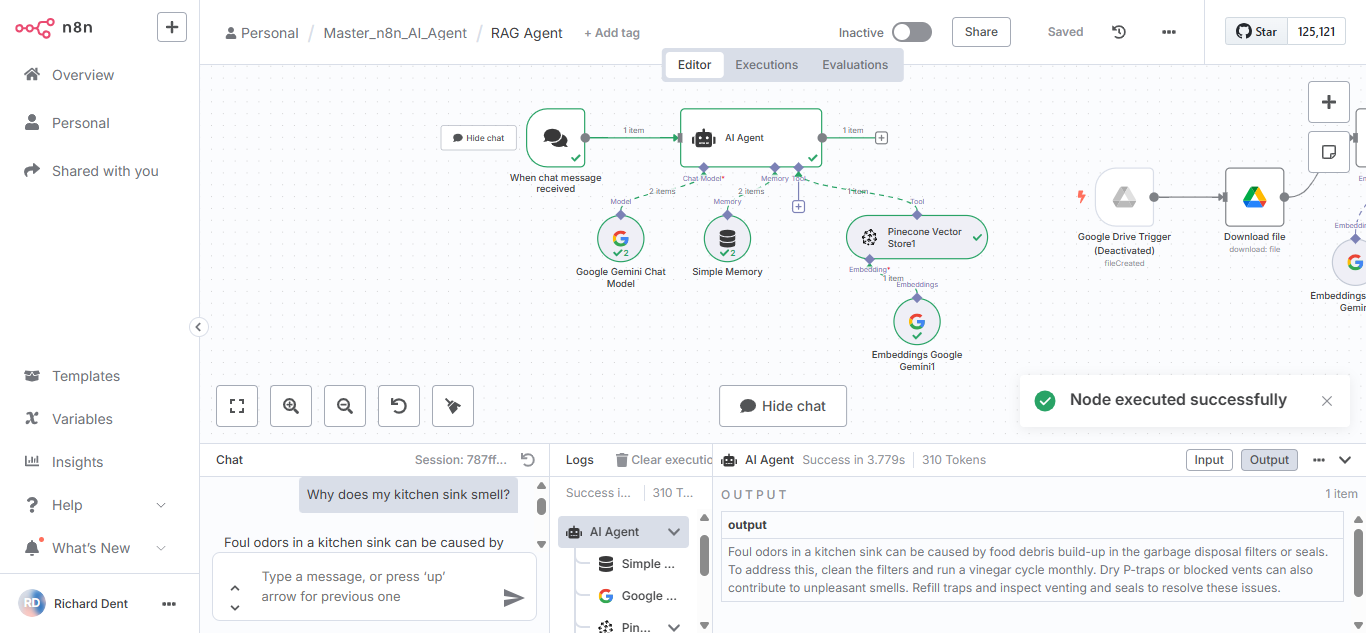 n8n
Overview
Personal
Shared with you
Templates
Variables
Insights
Help
What's New
RD
Richard Dent
Personal / Master_n8n_AI_Agent / RAG Agent + Add tag
Inactive
Share
Saved
Star
125,121
Editor
Executions
Evaluations
Hide chat
When chat message
received
1 item
AI Agent
1 item
Chat Model*
Memory
Tool
2 items
2 items
1 item
Model
Memory
Tool
2
Google Gemini Chat
Model
2
Simple Memory
Pinecone Vector
Store1
Embedding*
1 item
Embeddings
Embeddings Google
Gemini1
Google Drive Trigger
(Deactivated)
fileCreated
Download file
download: file
Embeddings
Gemir
Hide chat
Node executed successfully
Chat
Session: 787ff...
Why does my kitchen sink smell?
Foul odors in a kitchen sink can be caused by
Type a message, or press ‘up’
arrow for previous one
Logs
Clear executic
Success i...
310 T...
AI Agent
Simple ...
Google ...
Pin...
AI Agent
Success in 3.779s
310 Tokens
Input
Output
OUTPUT
1 item
output
Foul odors in a kitchen sink can be caused by food debris build-up in the garbage disposal filters or seals.
To address this, clean the filters and run a vinegar cycle monthly. Dry P-traps or blocked vents can also
contribute to unpleasant smells. Refill traps and inspect venting and seals to resolve these issues.